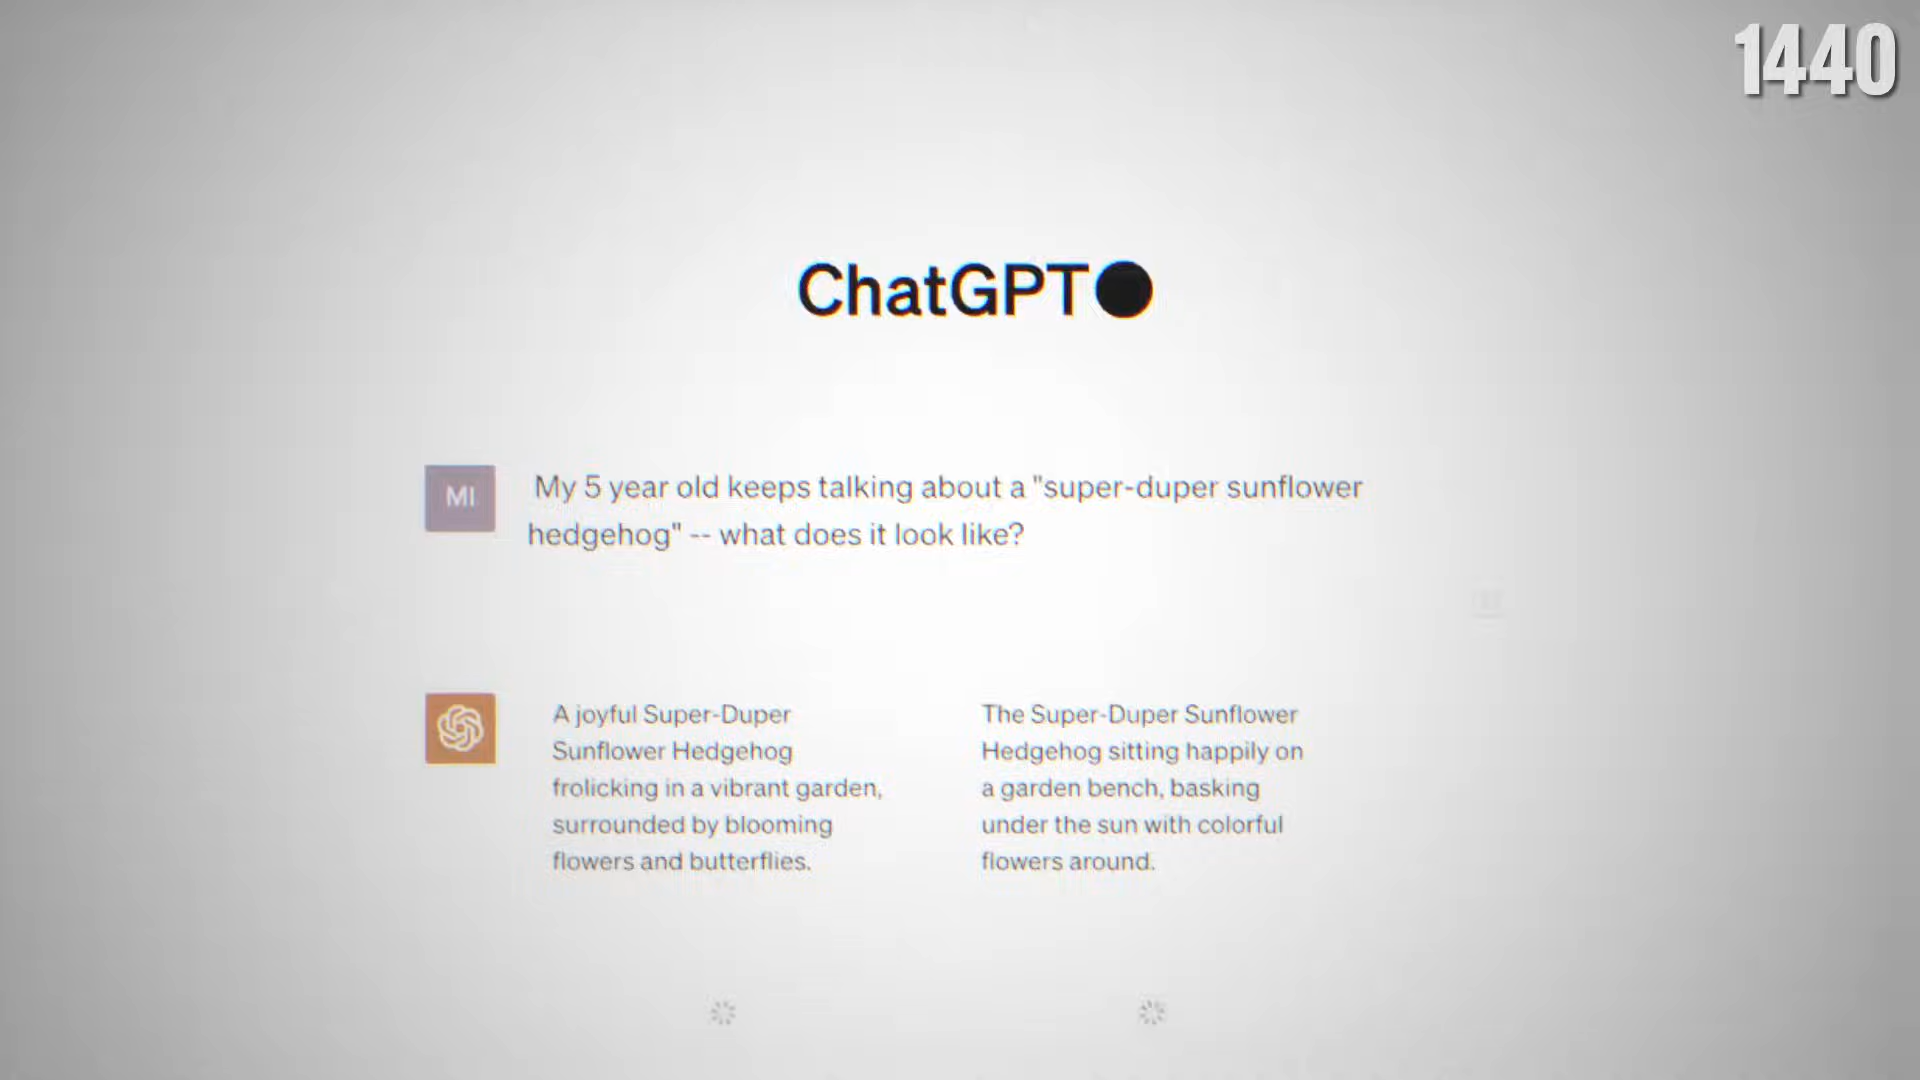 1440
ChatGPT
MI
My 5 year old keeps talking about a "super-duper sunflower
hedgehog" -- what does it look like?
A joyful Super-Duper
Sunflower Hedgehog
frolicking in a vibrant garden,
surrounded by blooming
flowers and butterflies.
The Super-Duper Sunflower
Hedgehog sitting happily on
a garden bench, basking
under the sun with colorful
flowers around.